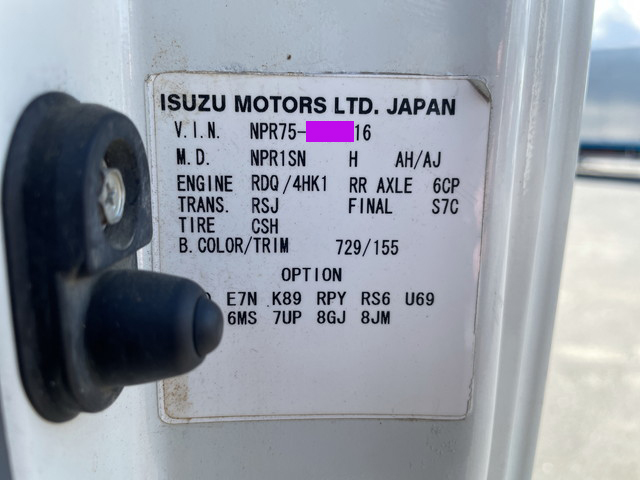 ISUZU MOTORS LTD. JAPAN
V.I.N. NPR75- 16
M.D. NPR1SN H AH/AJ
ENGINE RDQ/4HK1 RR AXLE 6CP
TRANS. RSJ FINAL S7C
TIRE CSH
B.COLOR/TRIM 729/155
OPTION
E7N K89 RPY RS6 U69
6MS 7UP 8GJ 8JM